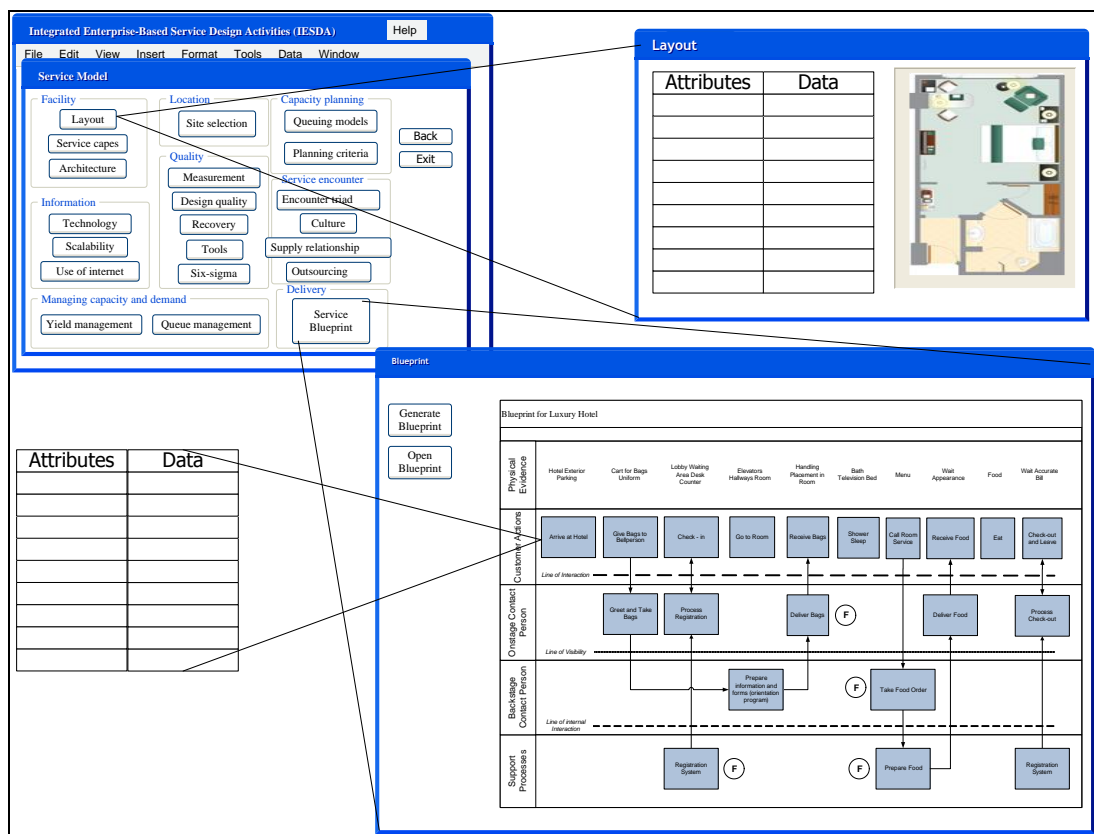 Integrated Enterprise-Based Service Design Activities (IESDA)
Help
File Edit View Insert Format Tools Data Window
Service Model
Facility
Layout
Service capes
Architecture
Location
Site selection
Capacity planning
Queuing models
Planning criteria
Back
Exit
Quality
Measurement
Design quality
Recovery
Tools
Six-sigma
Service encounter
Encounter triad
Culture
Supply relationship
Outsourcing
Information
Technology
Scalability
Use of internet
Managing capacity and demand
Yield management
Queue management
Delivery
Service
Blueprint
Layout
Attributes Data
Blueprint
Generate
Blueprint
Open
Blueprint
Attributes Data
Blueprint for Luxury Hotel
Physical
Evidence
Hotel Exterior
Parking
Cart for Bags
Uniform
Lobby Waiting
Area Desk
Counter
Elevators
Hallways Room
Handling
Placement in
Room
Bath
Television Bed
Menu
Wait
Appearance
Food
Wait Accurate
Bill
Customer Actions
Arrive at Hotel
Give Bags to
Bellperson
Check - in
Go to Room
Receive Bags
Shower
Sleep
Call Room
Service
Receive Food
Eat
Check-out
and Leave
Line of Interaction
Onstage Contact
Person
Greet and Take
Bags
Process
Registration
Deliver Bags
F
Deliver Food
Process
Check-out
Line of Visibility
Backstage
Contact Person
Prepare
information and
forms (orientation
program)
F
Take Food Order
Line of internal
Interaction
Support
Processes
Registration
System
F
F
Prepare Food
Registration
System